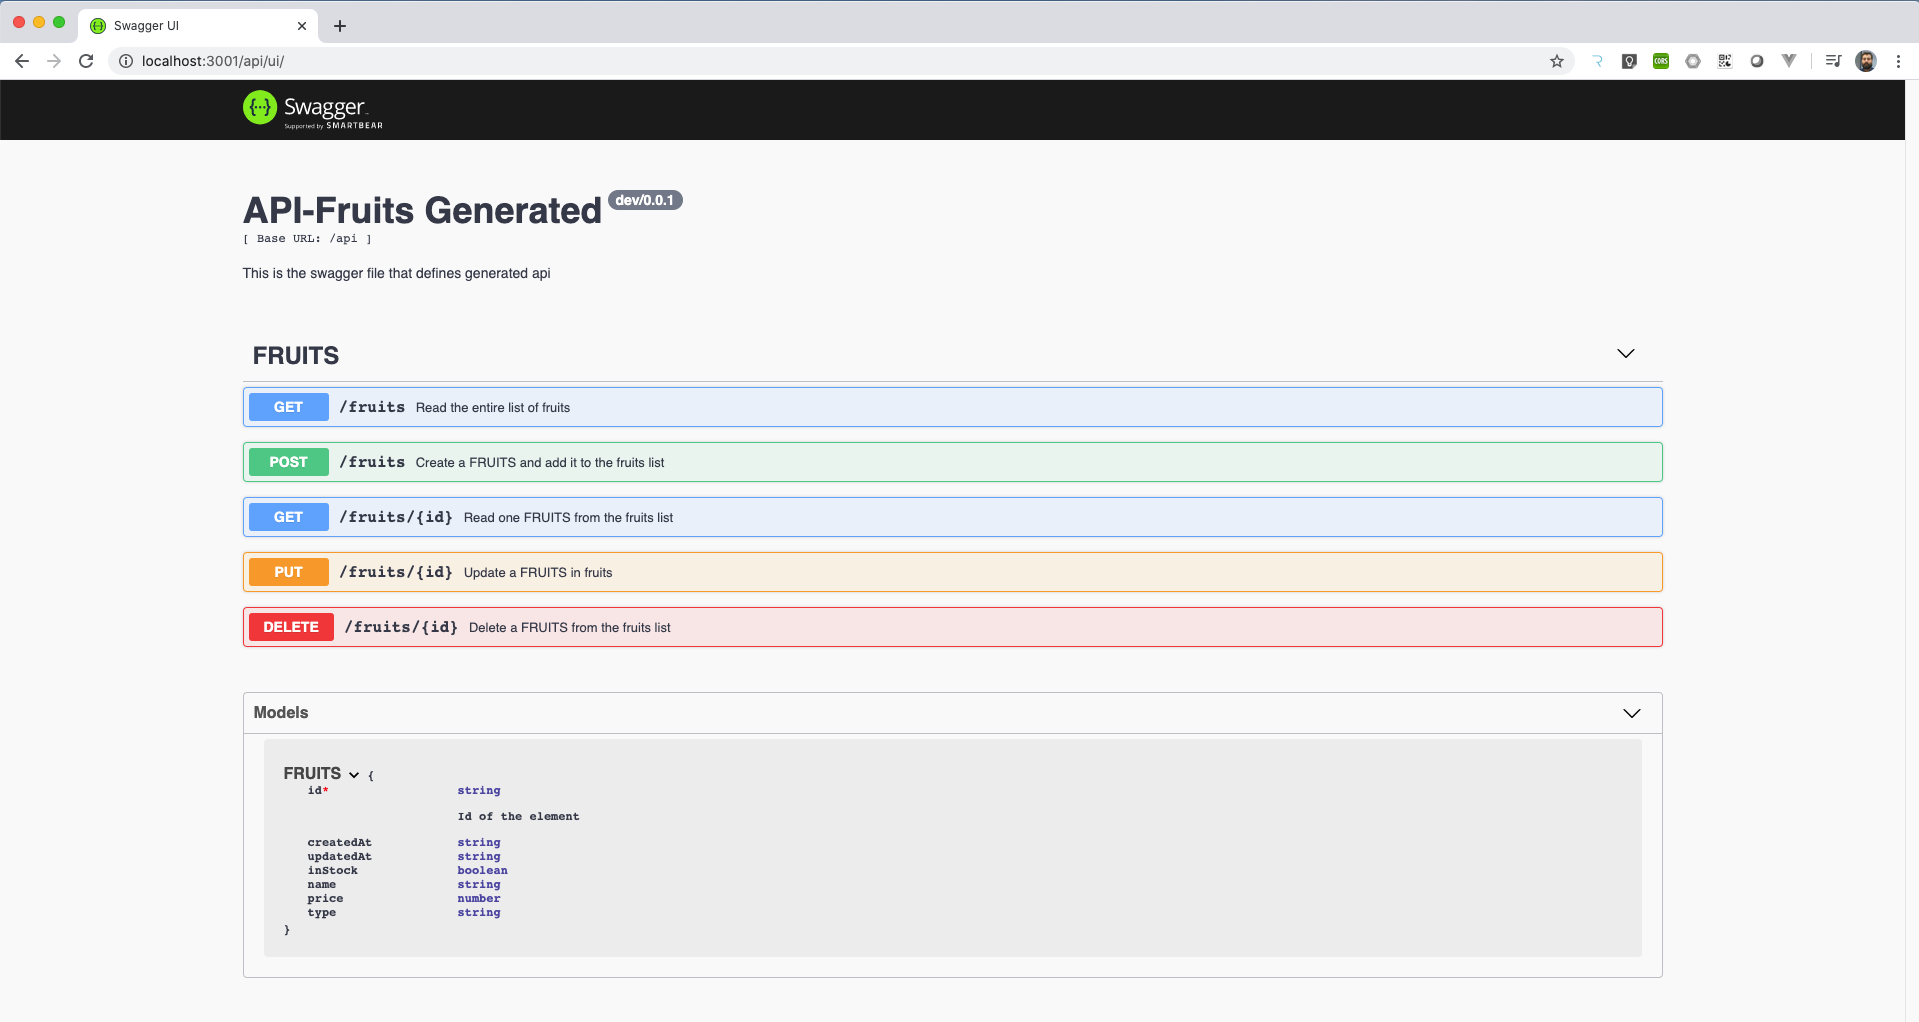 Swagger UI
localhost:3001/api/ui/
CORS
{···} Swagger
Supported by SMARTBEAR
API-Fruits Generated dev/0.0.1
[ Base URL: /api ]
This is the swagger file that defines generated api
FRUITS
GET /fruits Read the entire list of fruits
POST /fruits Create a FRUITS and add it to the fruits list
GET /fruits/{id} Read one FRUITS from the fruits list
PUT /fruits/{id} Update a FRUITS in fruits
DELETE /fruits/{id} Delete a FRUITS from the fruits list
Models
FRUITS {
id* string
Id of the element
createdAt string
updatedAt string
inStock boolean
name string
price number
type string
}